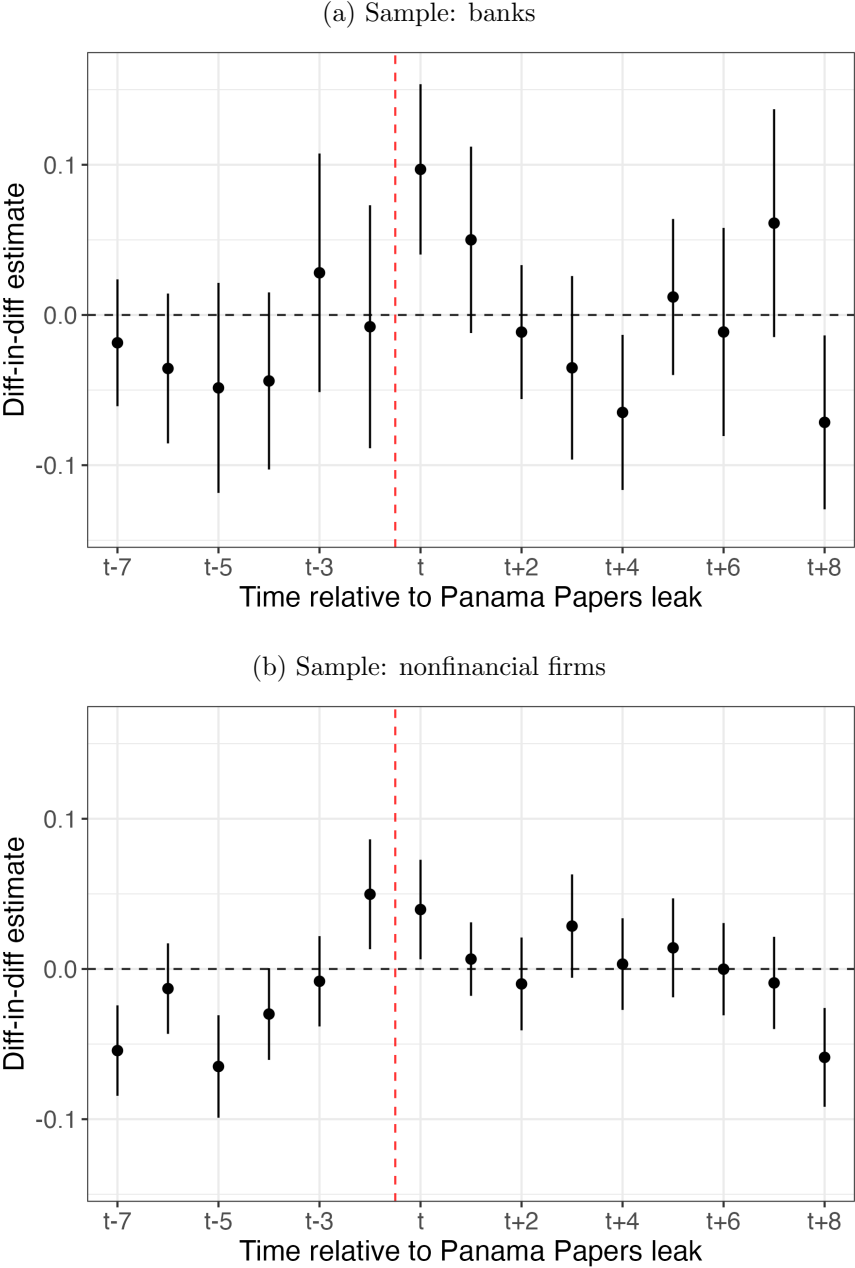 (a) Sample: banks
Diff-in-diff estimate
0.1
0.0
-0.1
t-7 t-5 t-3 t t+2 t+4 t+6 t+8
Time relative to Panama Papers leak
(b) Sample: nonfinancial firms
Diff-in-diff estimate
0.1
0.0
-0.1
t-7 t-5 t-3 t t+2 t+4 t+6 t+8
Time relative to Panama Papers leak